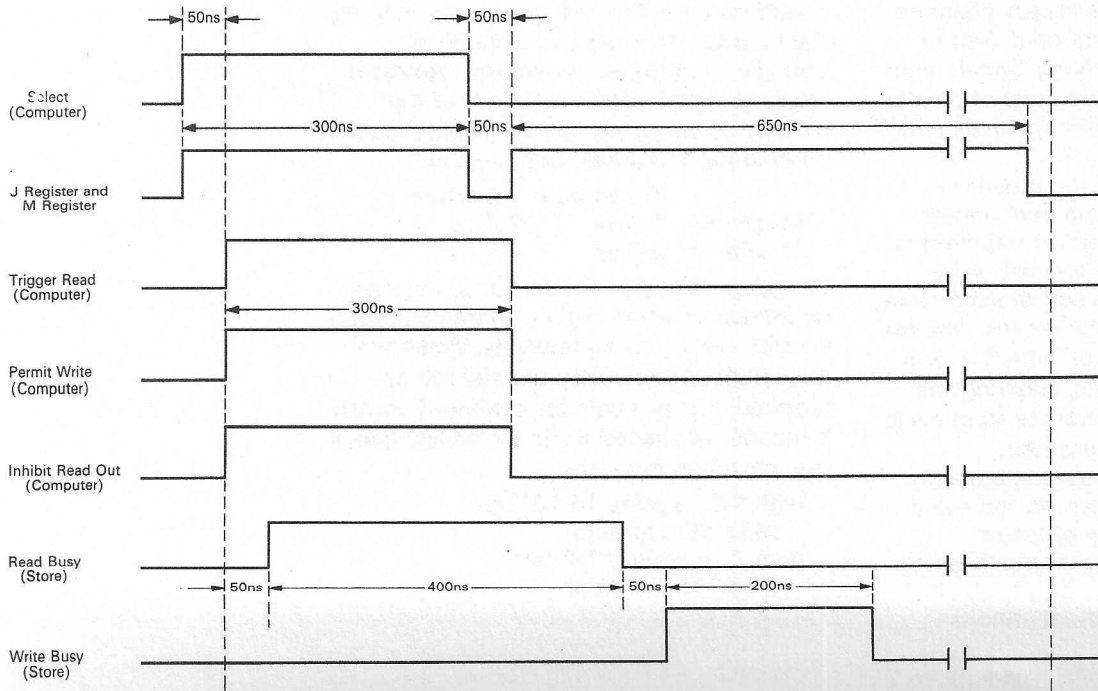 50ns 50ns
Select
(Computer)
300ns 50ns 650ns
J Register and
M Register
Trigger Read
(Computer)
300ns
Permit Write
(Computer)
Inhibit Read Out
(Computer)
Read Busy
(Store)
50ns 400ns 50ns 200ns
Write Busy
(Store)